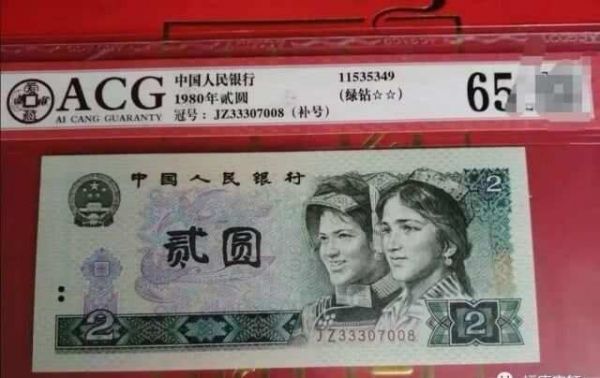 爱藏
ACG
AI CANG GUARANTY
中国人民银行
1980年贰圆
冠号：JZ33307008（补号）
11535349
（绿钻☆☆）
65
中国人民银行
2
贰圆
2
JZ33307008
2